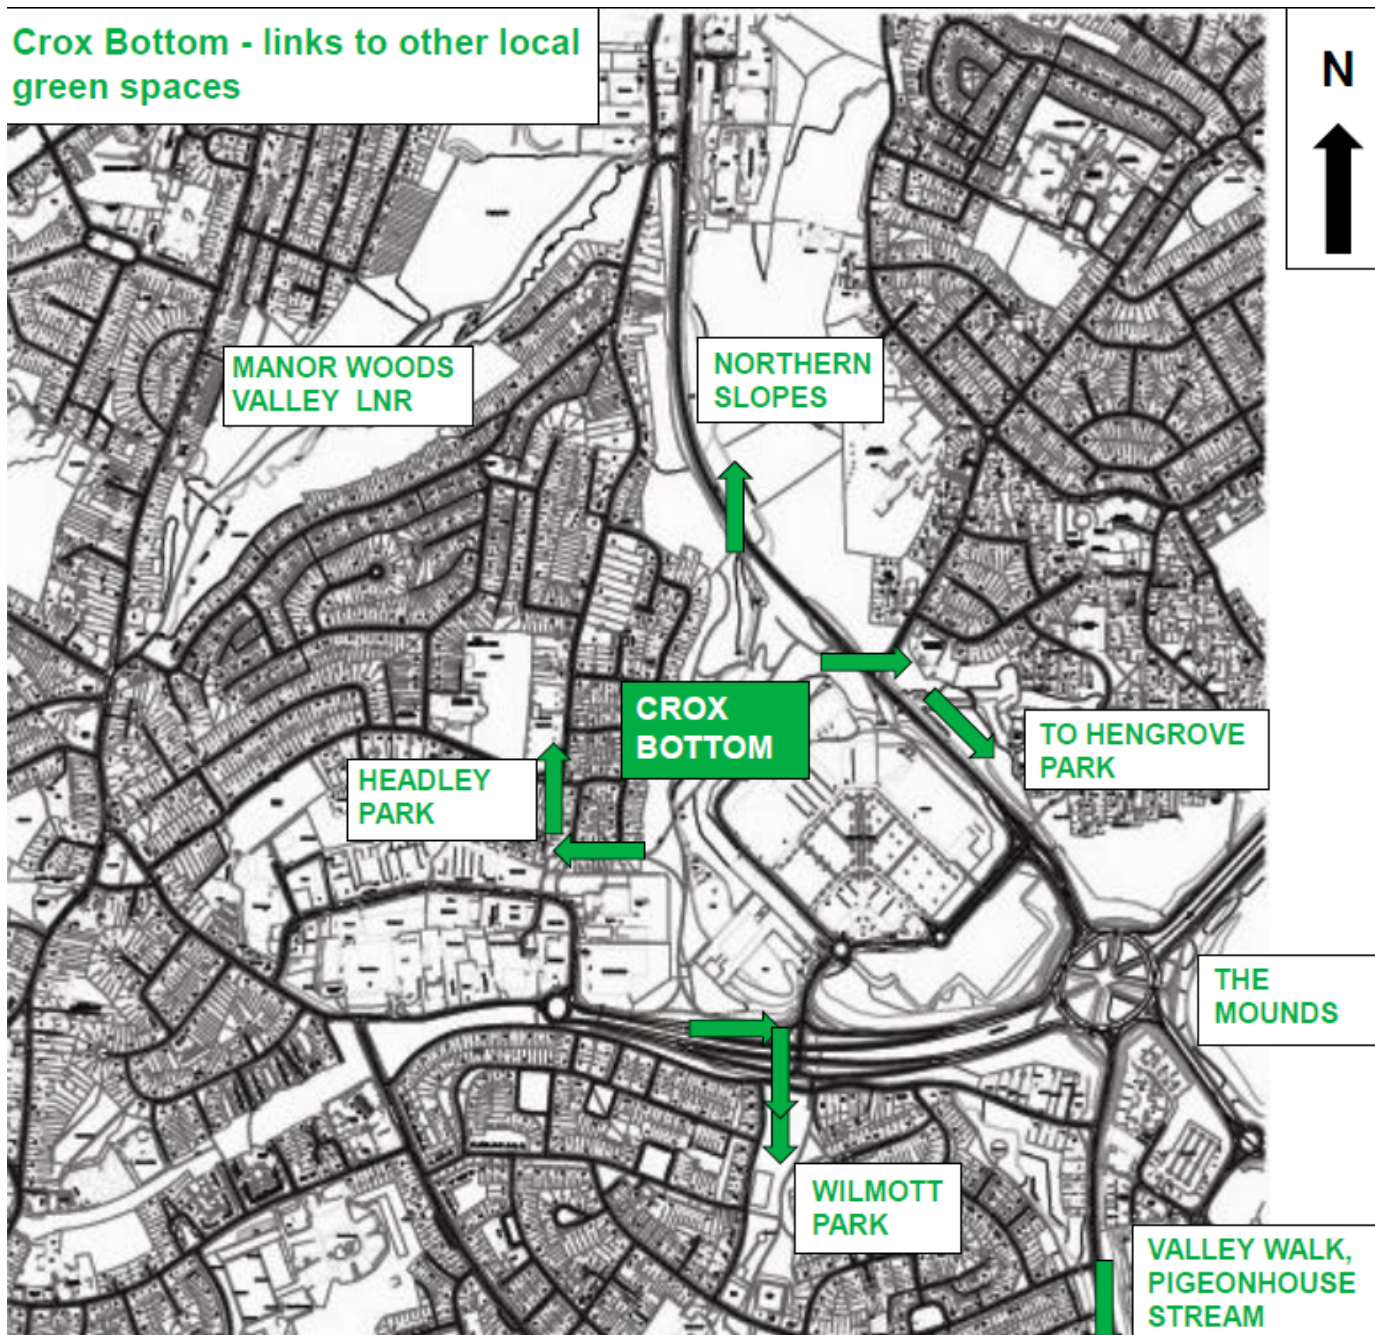 Crox Bottom - links to other local
green spaces
N
MANOR WOODS
VALLEY LNR
NORTHERN
SLOPES
CROX
BOTTOM
TO HENGROVE
PARK
HEADLEY
PARK
THE
MOUNDS
WILMOTT
PARK
VALLEY WALK,
PIGEONHOUSE
STREAM